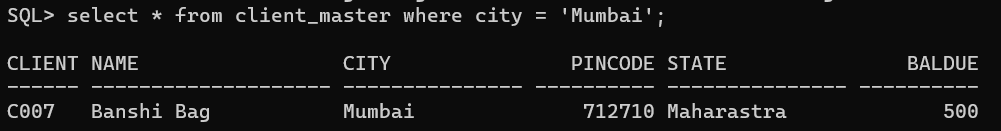 SQL> select * from client_master where city = 'Mumbai';
CLIENT NAME CITY PINCODE STATE BALDUE
------ -------------------- --------------- ---------- --------------- ----------
C007 Banshi Bag Mumbai 712710 Maharastra 500